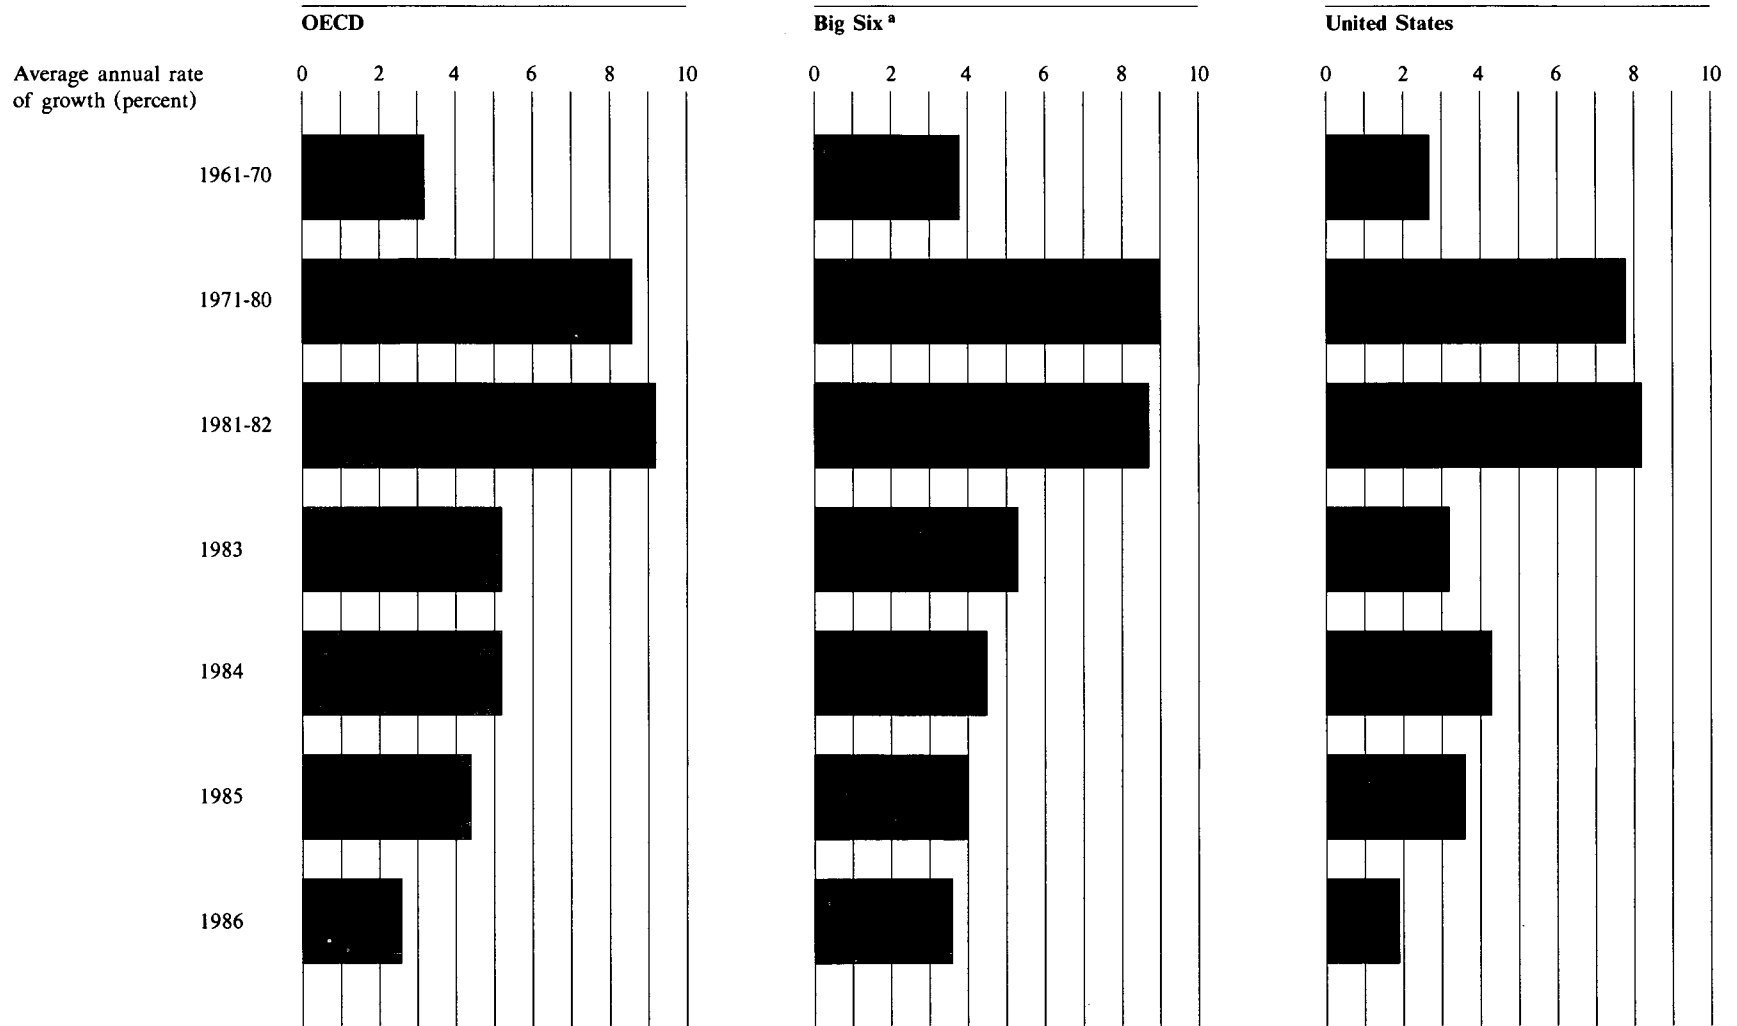 OECD
Big Six a
United States
Average annual rate
of growth (percent)
0 2 4 6 8 10
0 2 4 6 8 10
0 2 4 6 8 10
1961-70
1971-80
1981-82
1983
1984
1985
1986